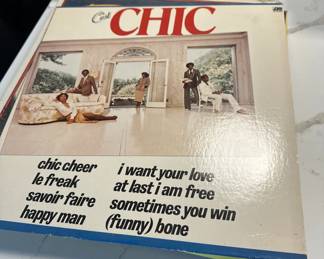 C'est
CHIC
chic cheer
le freak
savoir faire
happy man
i want your love
at last i am free
sometimes you win
(funny) bone